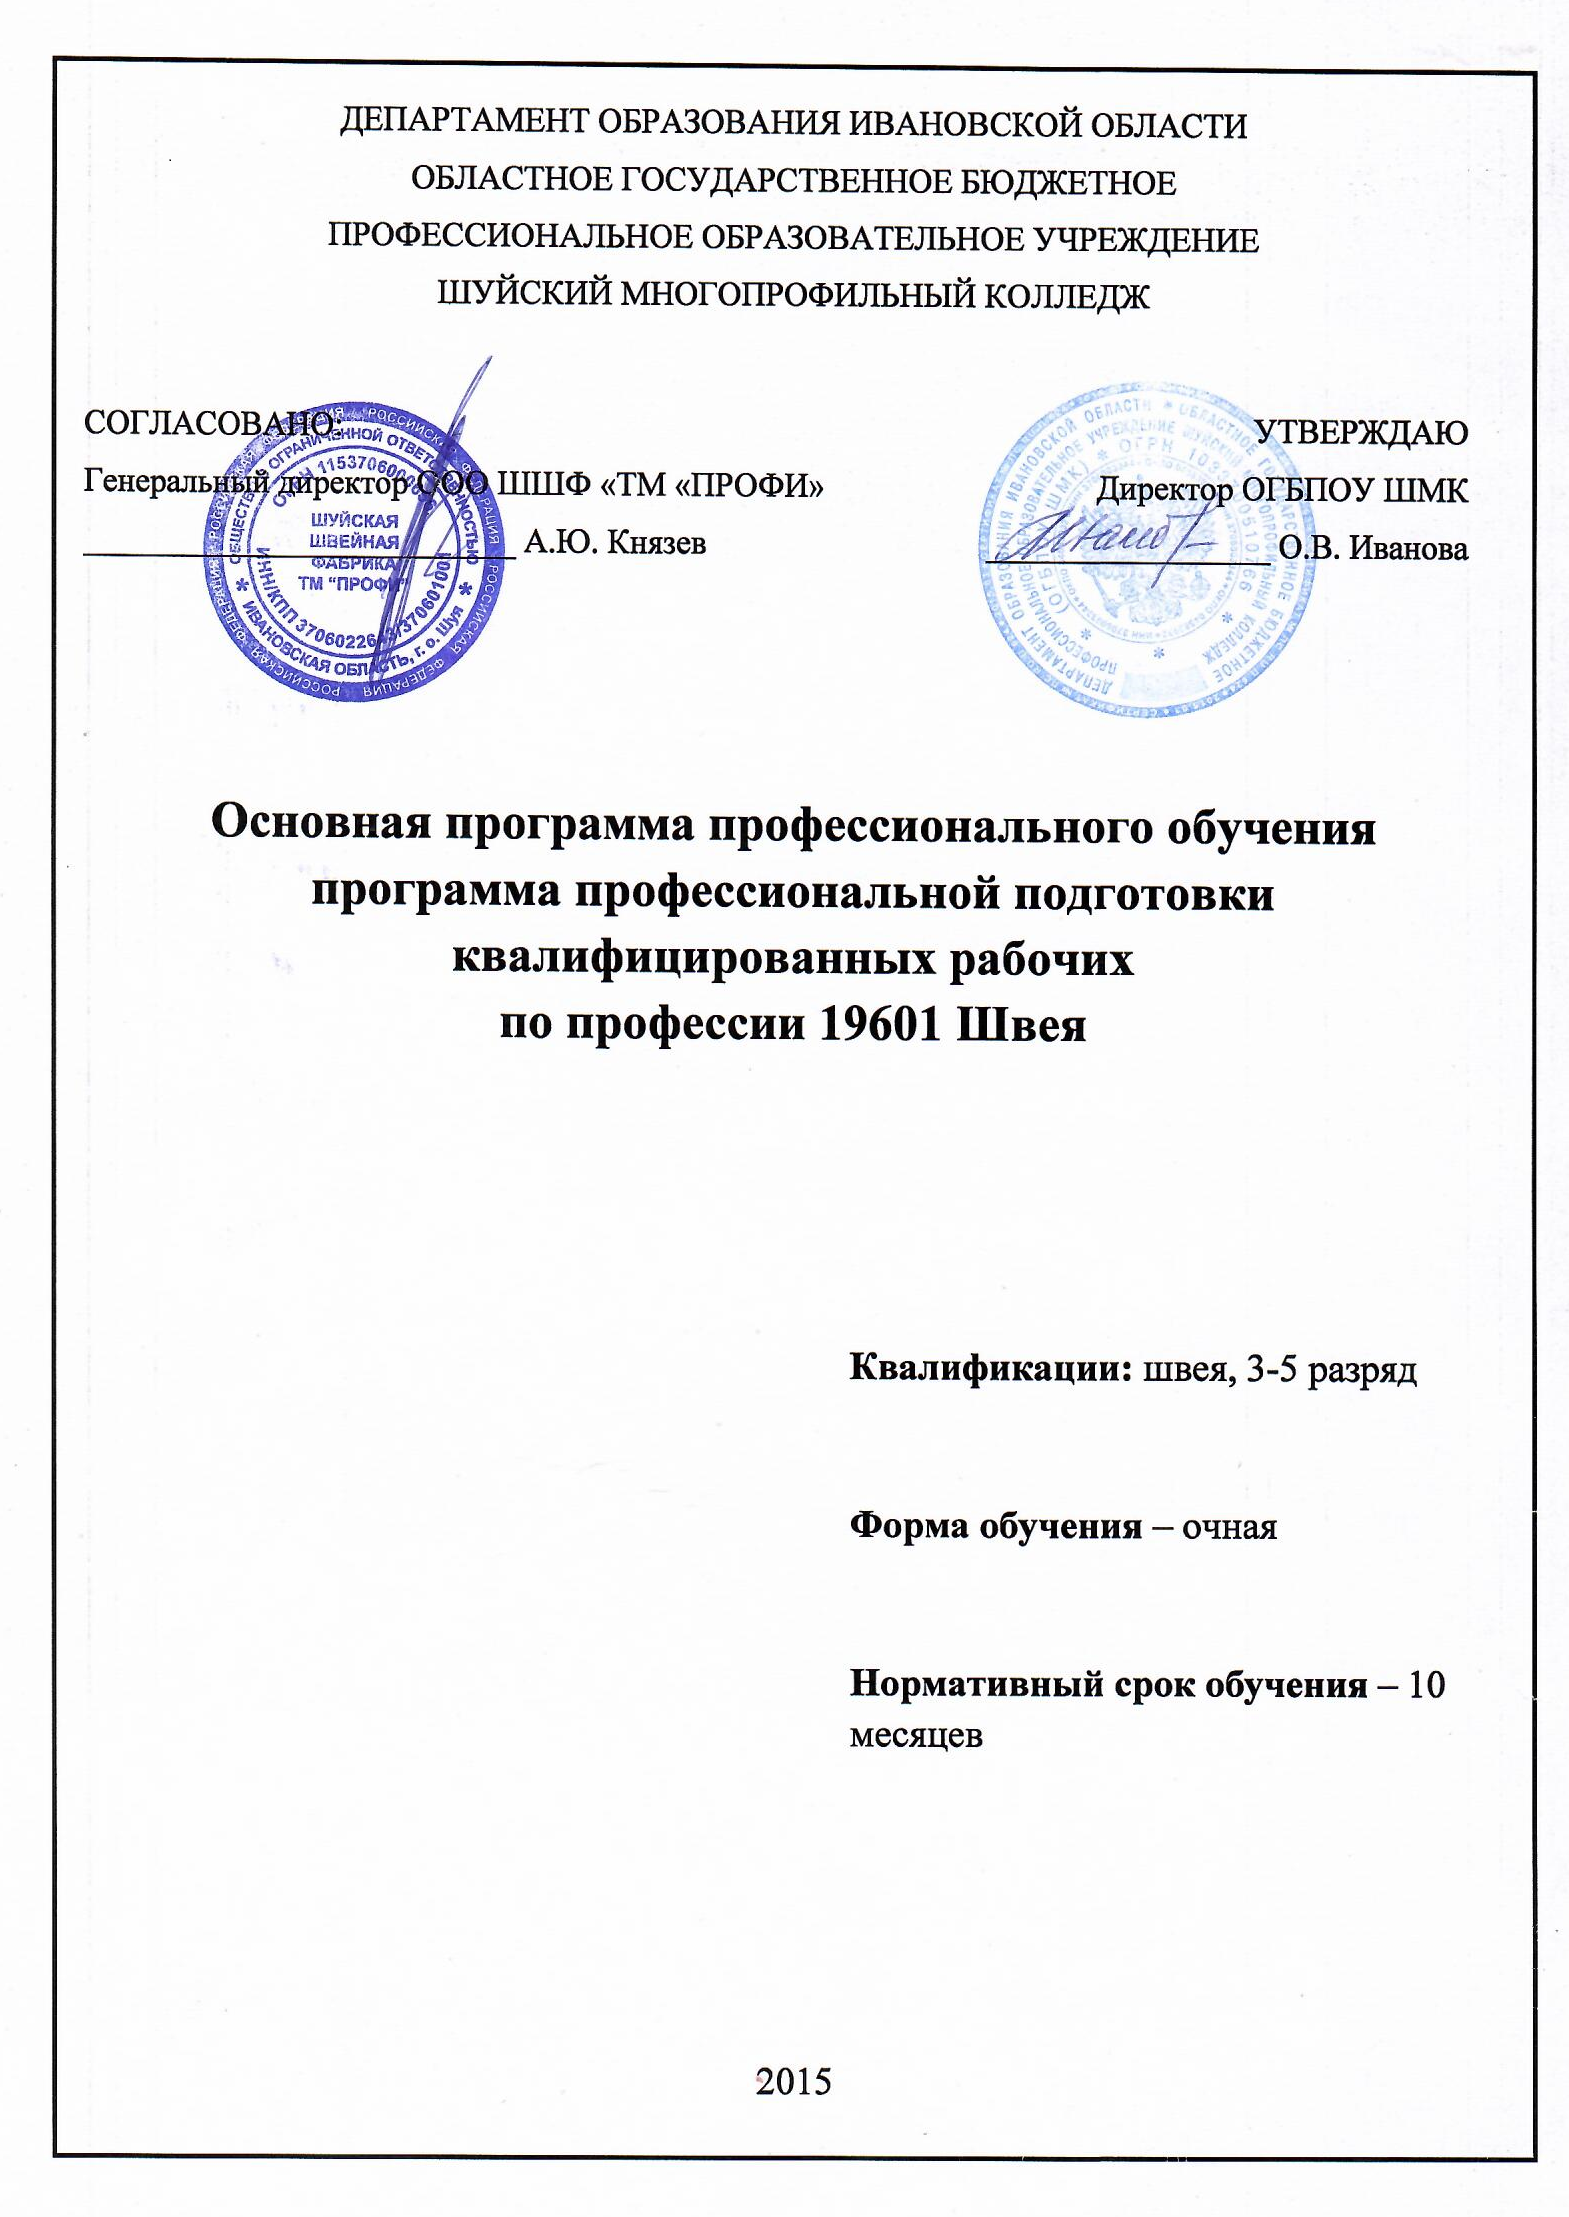 ДЕПАРТАМЕНТ ОБРАЗОВАНИЯ ИВАНОВСКОЙ ОБЛАСТИ
ОБЛАСТНОЕ ГОСУДАРСТВЕННОЕ БЮДЖЕТНОЕ
ПРОФЕССИОНАЛЬНОЕ ОБРАЗОВАТЕЛЬНОЕ УЧРЕЖДЕНИЕ
ШУЙСКИЙ МНОГОПРОФИЛЬНЫЙ КОЛЛЕДЖ
СОГЛАСОВАНО:
Генеральный директор ООО ШШФ «ТМ «ПРОФИ»
А.Ю. Князев
ШУЙСКАЯ
ШВЕЙНАЯ
ФАБРИКА
ТМ "ПРОФИ"
ИВАНОВСКАЯ ОБЛАСТЬ, г. о. Шуя
УТВЕРЖДАЮ
Директор ОГБПОУ ШМК
О.В. Иванова
Основная программа профессионального обучения
программа профессиональной подготовки
квалифицированных рабочих
по профессии 19601 Швея
Квалификации: швея, 3-5 разряд
Форма обучения – очная
Нормативный срок обучения – 10
месяцев
2015